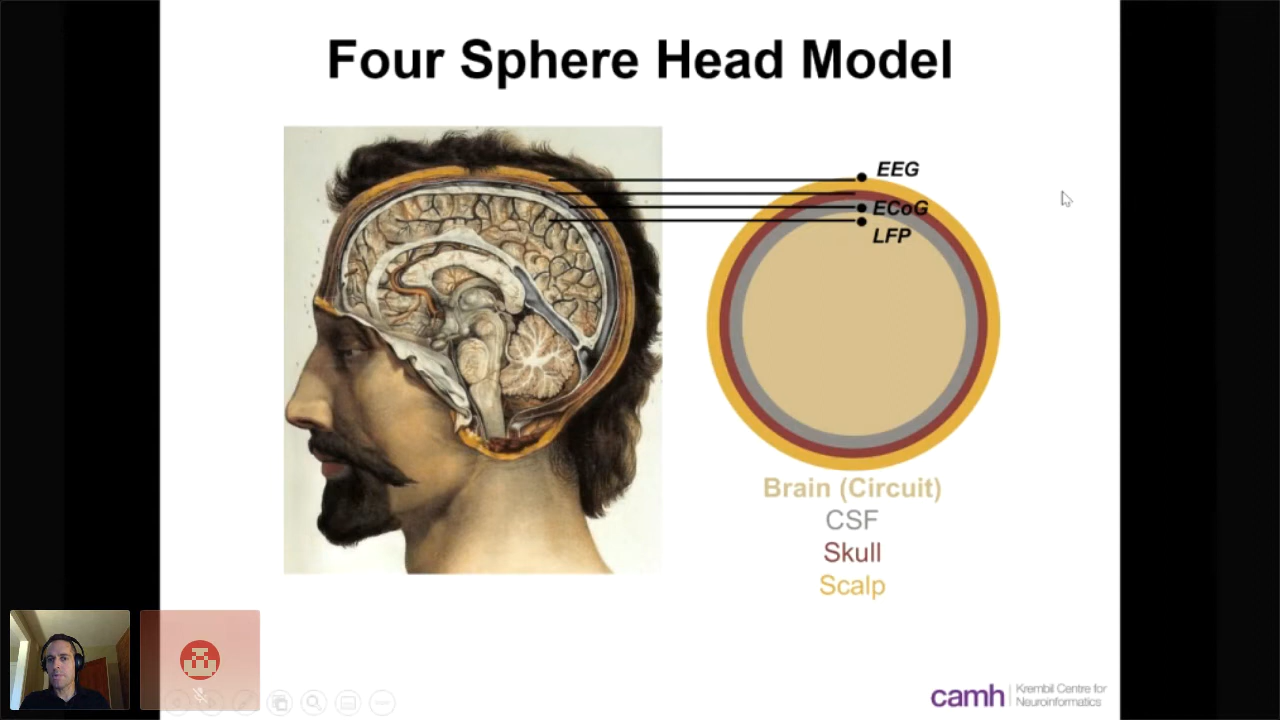 Four Sphere Head Model
EEG
ECoG
LFP
Brain (Circuit)
CSF
Skull
Scalp
camh
Krembil Centre for
Neuroinformatics